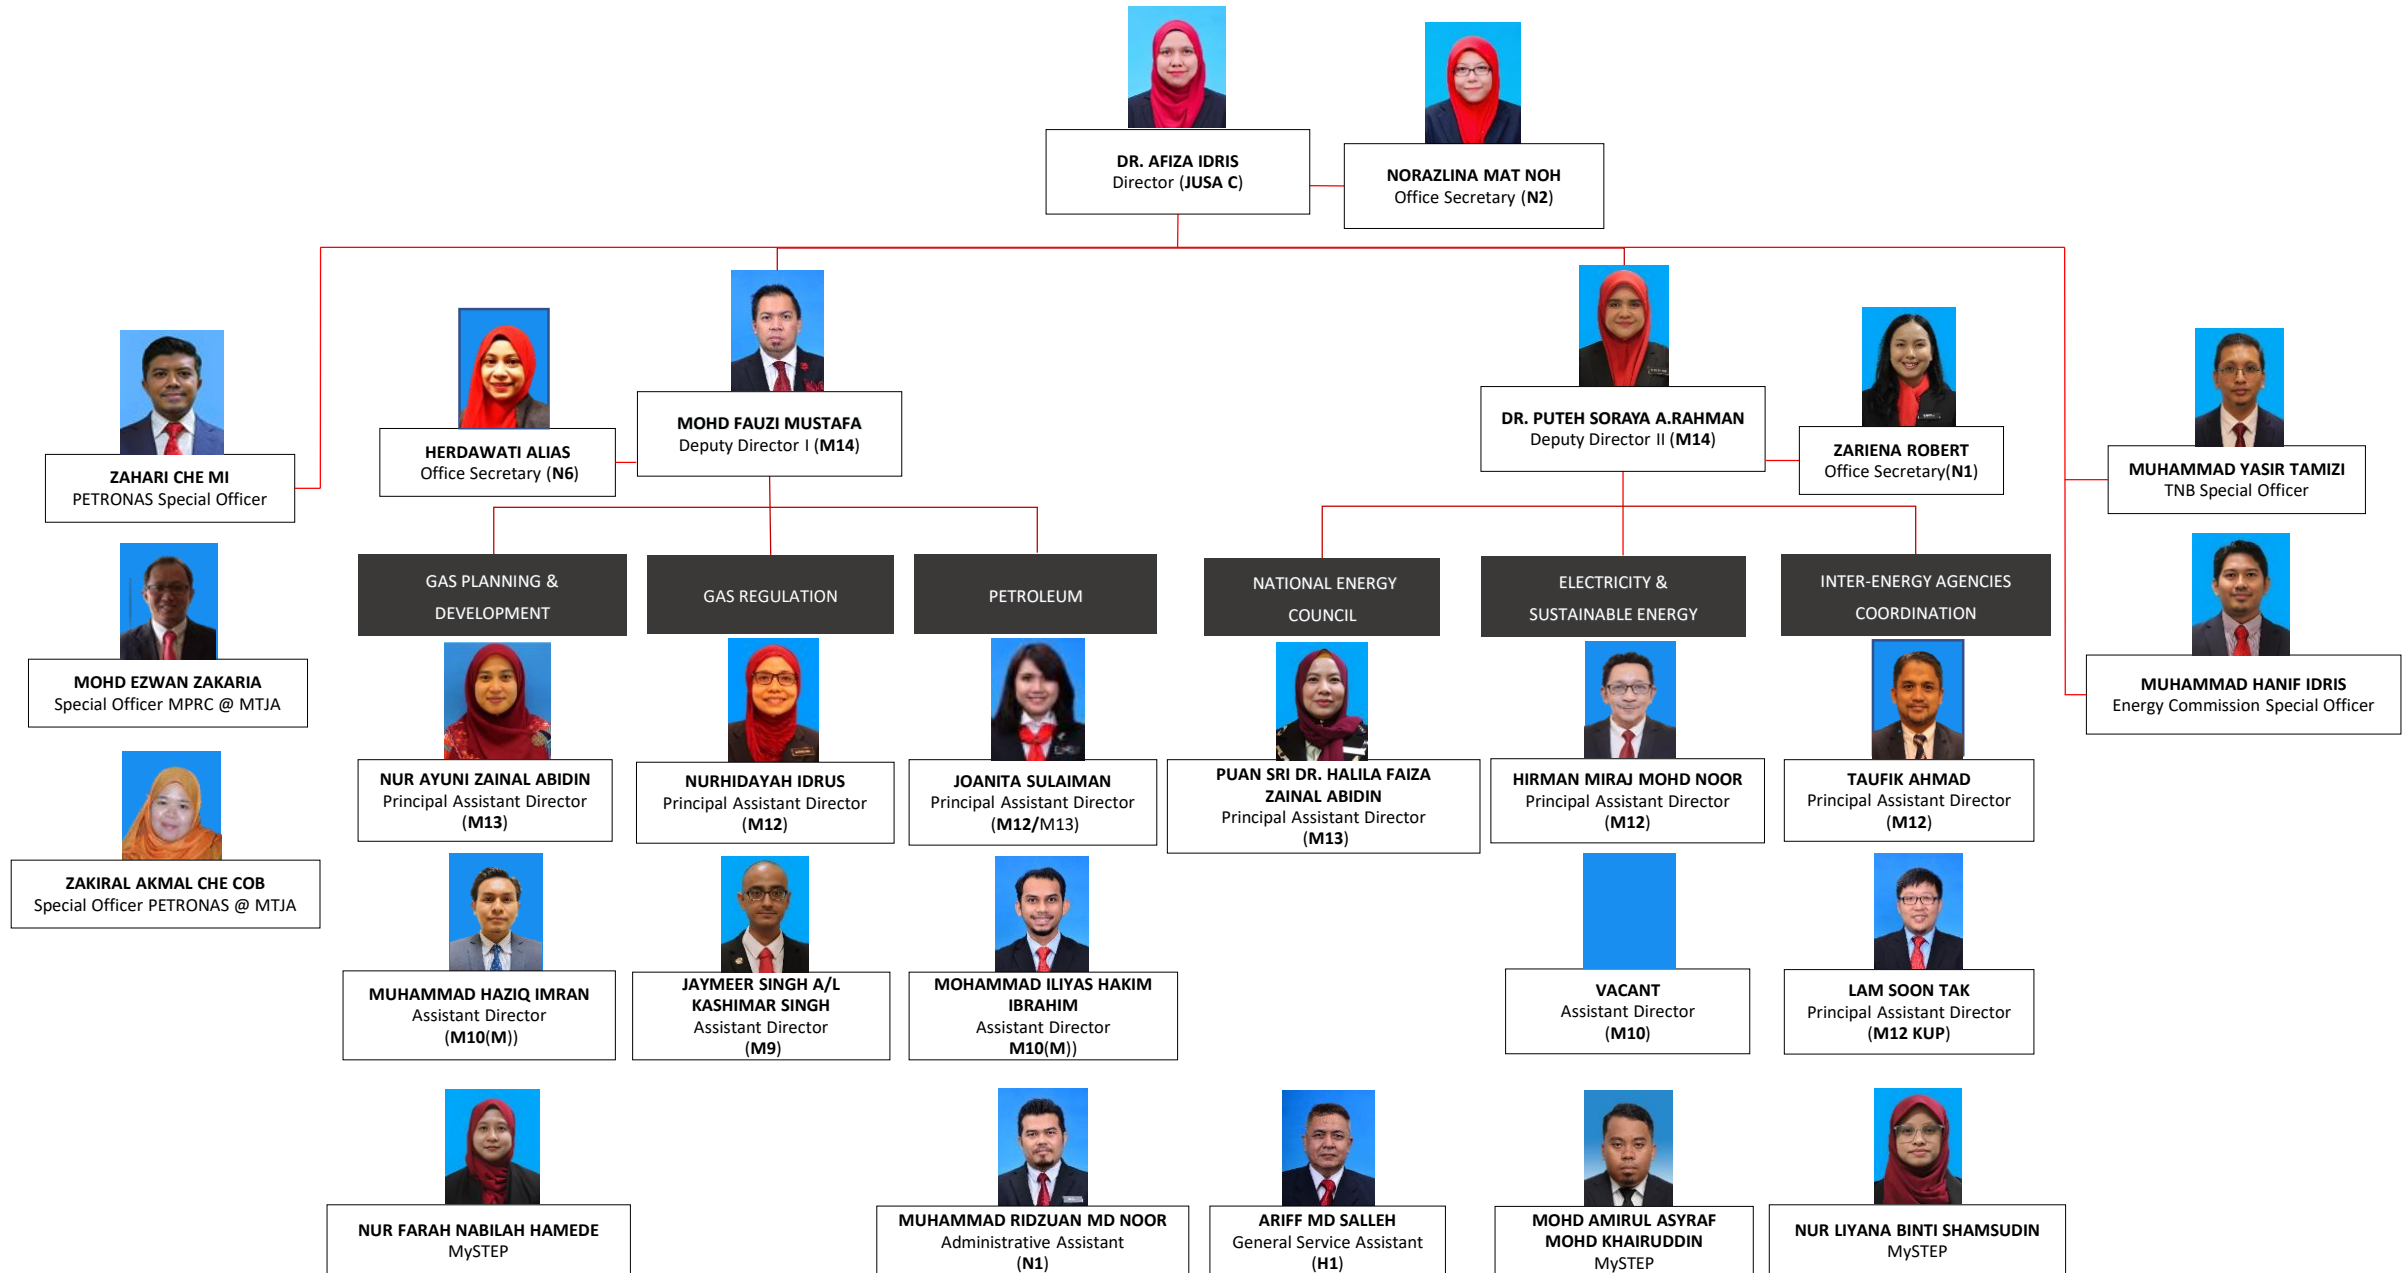 DR. AFIZA IDRIS
Director (JUSA C)
NORAZLINA MAT NOH
Office Secretary (N2)
MOHD FAUZI MUSTAFA
Deputy Director I (M14)
HERDAWATI ALIAS
Office Secretary (N6)
DR. PUTEH SORAYA A.RAHMAN
Deputy Director II (M14)
ZARIENA ROBERT
Office Secretary(N1)
ZAHARI CHE MI
PETRONAS Special Officer
MUHAMMAD YASIR TAMIZI
TNB Special Officer
MOHD EZWAN ZAKARIA
Special Officer MPRC @ MTJA
MUHAMMAD HANIF IDRIS
Energy Commission Special Officer
ZAKIRAL AKMAL CHE COB
Special Officer PETRONAS @ MTJA
GAS PLANNING &
DEVELOPMENT
GAS REGULATION
PETROLEUM
NATIONAL ENERGY
COUNCIL
ELECTRICITY &
SUSTAINABLE ENERGY
INTER-ENERGY AGENCIES
COORDINATION
NUR AYUNI ZAINAL ABIDIN
Principal Assistant Director
(M13)
NURHIDAYAH IDRUS
Principal Assistant Director
(M12)
JOANITA SULAIMAN
Principal Assistant Director
(M12/M13)
PUAN SRI DR. HALILA FAIZA
ZAINAL ABIDIN
Principal Assistant Director
(M13)
HIRMAN MIRAJ MOHD NOOR
Principal Assistant Director
(M12)
TAUFIK AHMAD
Principal Assistant Director
(M12)
MUHAMMAD HAZIQ IMRAN
Assistant Director
(M10(M))
JAYMEER SINGH A/L
KASHIMAR SINGH
Assistant Director
(M9)
MOHAMMAD ILIYAS HAKIM
IBRAHIM
Assistant Director
M10(M))
VACANT
Assistant Director
(M10)
LAM SOON TAK
Principal Assistant Director
(M12 KUP)
NUR FARAH NABILAH HAMEDE
MySTEP
MUHAMMAD RIDZUAN MD NOOR
Administrative Assistant
(N1)
ARIFF MD SALLEH
General Service Assistant
(H1)
MOHD AMIRUL ASYRAF
MOHD KHAIRUDDIN
MySTEP
NUR LIYANA BINTI SHAMSUDIN
MySTEP